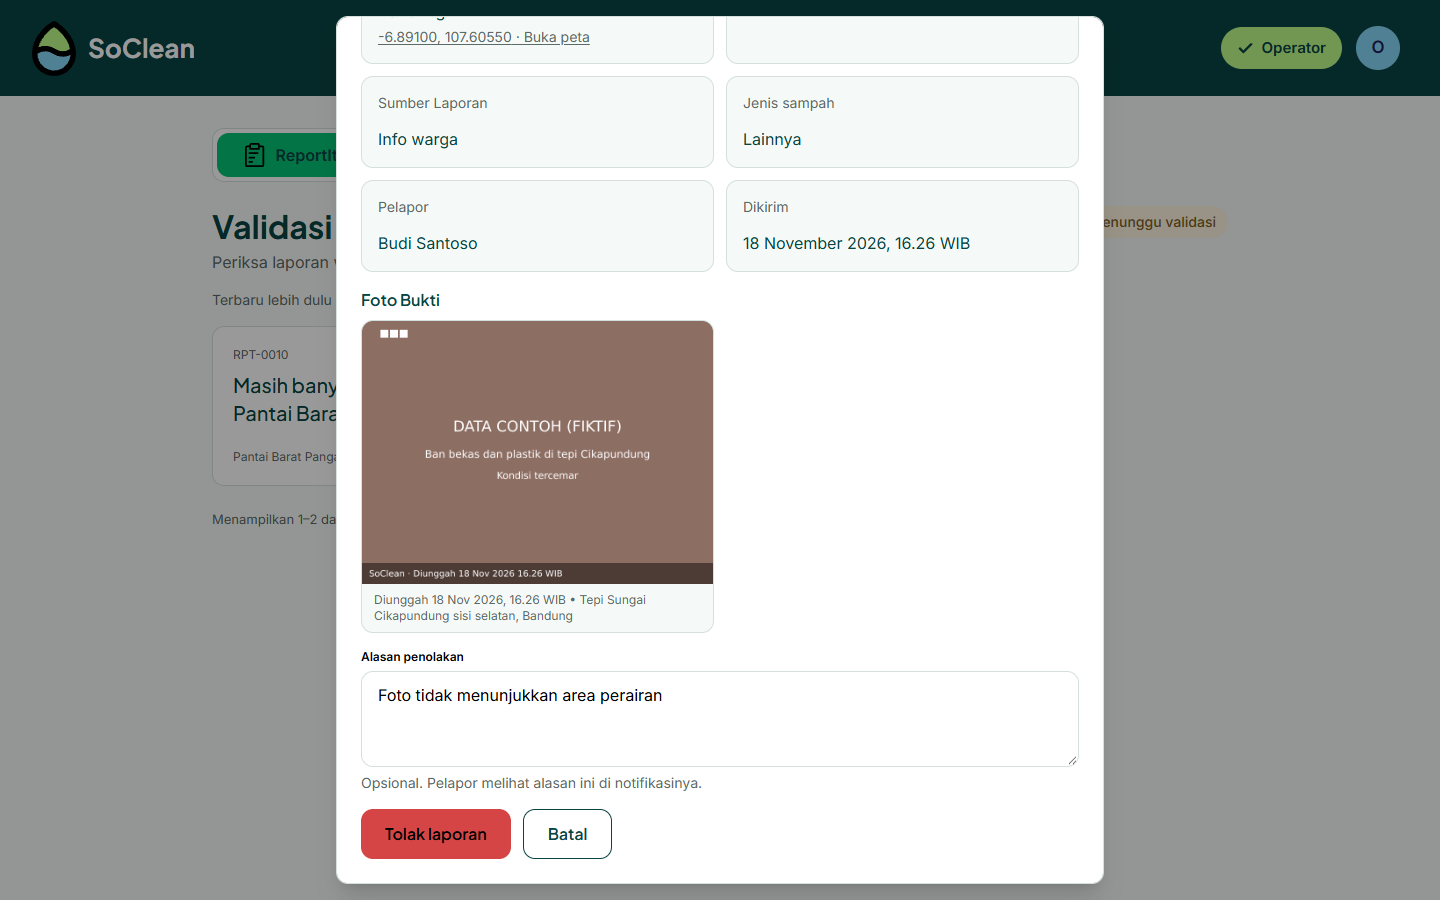 SoClean
Operator
O
-6.89100, 107.60550 · Buka peta
Sumber Laporan
Info warga
Jenis sampah
Lainnya
ReportIt
Pelapor
Budi Santoso
Dikirim
18 November 2026, 16.26 WIB
Validasi
enunggu validasi
Periksa laporan
Terbaru lebih dulu
Foto Bukti
RPT-0010
Masih bany
Pantai Bara
Pantai Barat Panga
Menampilkan 1–2 da
DATA CONTOH (FIKTIF)
Ban bekas dan plastik di tepi Cikapundung
Kondisi tercemar
SoClean · Diunggah 18 Nov 2026 16.26 WIB
Diunggah 18 Nov 2026, 16.26 WIB • Tepi Sungai
Cikapundung sisi selatan, Bandung
Alasan penolakan
Foto tidak menunjukkan area perairan
Opsional. Pelapor melihat alasan ini di notifikasinya.
Tolak laporan
Batal